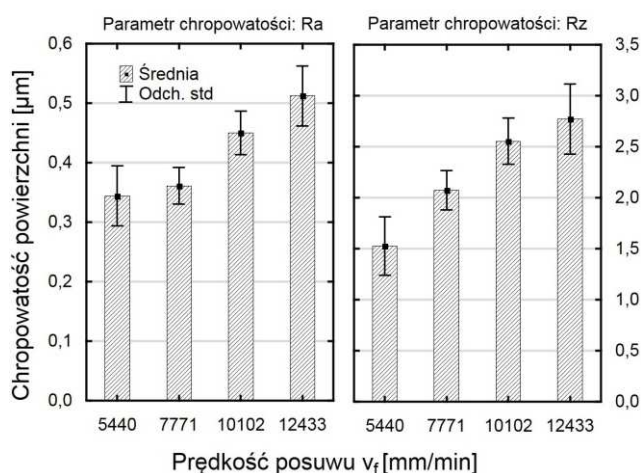 Parametr chropowatości: Ra
Parametr chropowatości: Rz
Chropowatość powierzchni [μm]
0,6
0,5
0,4
0,3
0,2
0,1
0,0
Średnia
Odch. std
3,5
3,0
2,5
2,0
1,5
1,0
0,5
0,0
5440 7771 10102 12433
5440 7771 10102 12433
Prędkość posuwu vf [mm/min]